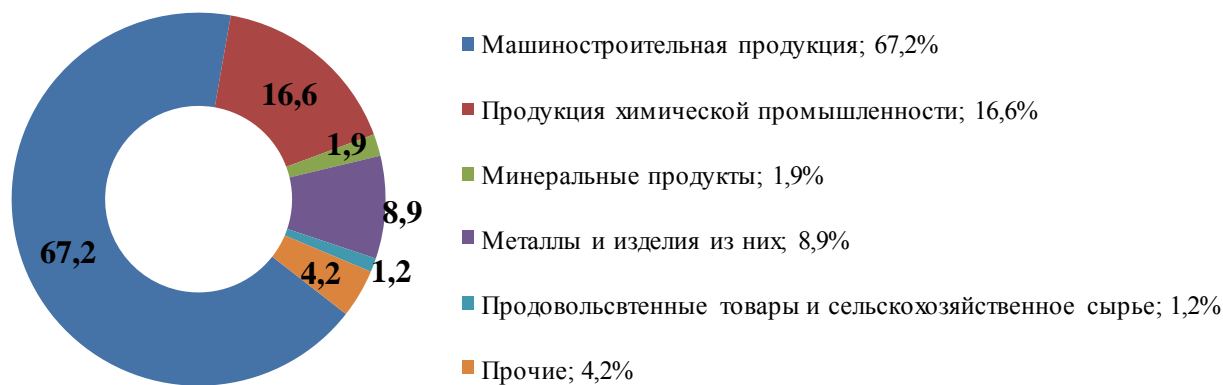 16,6
1,9
8,9
1,2
4,2
67,2
Машиностроительная продукция; 67,2%
Продукция химической промышленности; 16,6%
Минеральные продукты; 1,9%
Металлы и изделия из них; 8,9%
Продовольсвтенные товары и сельскохозяйственное сырье; 1,2%
Прочие; 4,2%